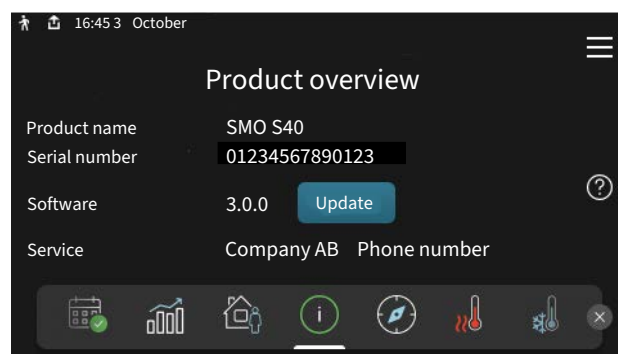 16:45 3 October
Product overview
Product name SMO S40
Serial number 01234567890123
Software 3.0.0 Update
Service Company AB Phone number